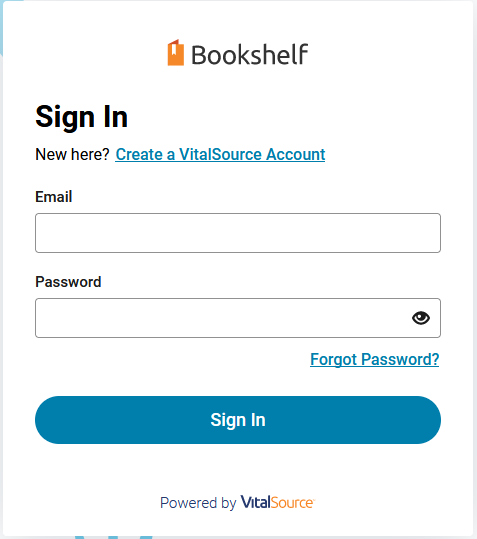 Bookshelf
Sign In
New here? Create a VitalSource Account
Email
Password
Forgot Password?
Sign In
Powered by VitalSource